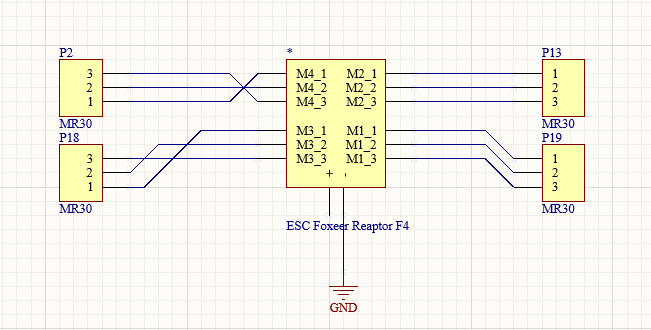 P2 * P13
3 M4_1 M2_1 1
2 M4_2 M2_2 2
1 M4_3 M2_3 3
MR30 MR30
P18 M3_1 M1_1 P19
3 M3_2 M1_2 1
2 M3_3 M1_3 2
1 + 3
MR30 MR30
ESC Foxeer Reaptor F4
GND